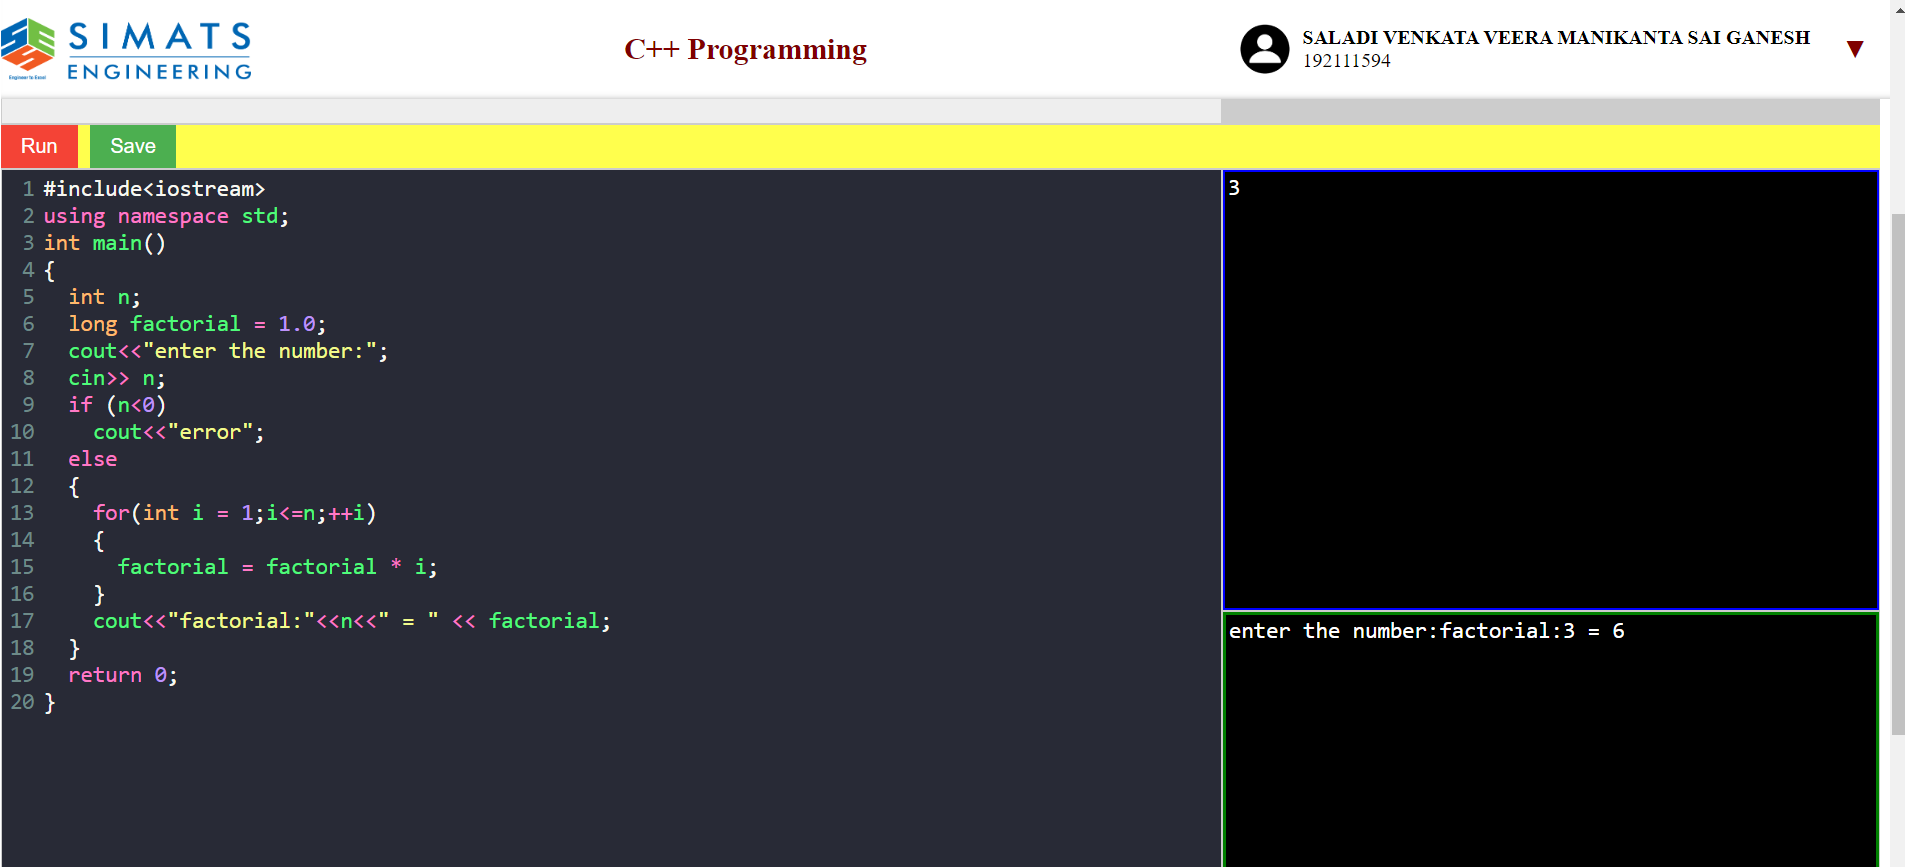 SIMATS
ENGINEERING
Engineer to Excel
C++ Programming
SALADI VENKATA VEERA MANIKANTA SAI GANESH
192111594
▼
Run Save
1 #include<iostream>
2 using namespace std;
3 int main()
4 {
5   int n;
6   long factorial = 1.0;
7   cout<<"enter the number:";
8   cin>> n;
9   if (n<0)
10     cout<<"error";
11   else
12   {
13     for(int i = 1;i<=n;++i)
14     {
15       factorial = factorial * i;
16     }
17     cout<<"factorial:"<<n<<" = " << factorial;
18   }
19   return 0;
20 }
3
enter the number:factorial:3 = 6